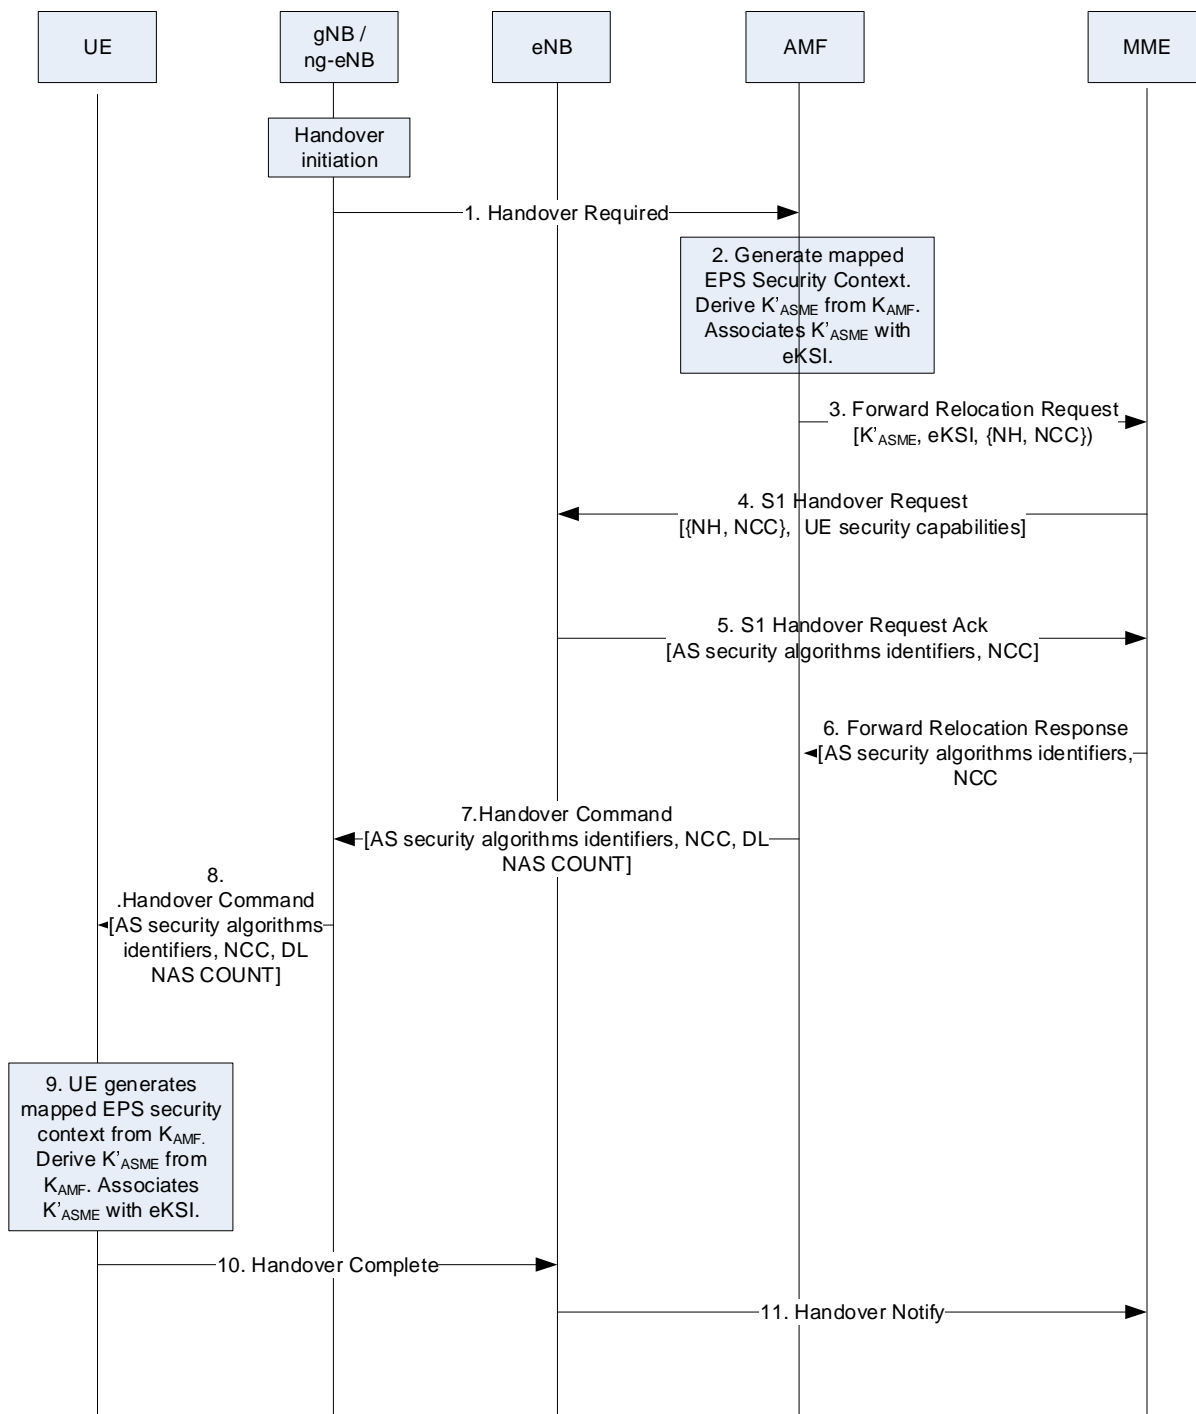 UE
gNB /
ng-eNB
eNB
AMF
MME
Handover
initiation
1. Handover Required
2. Generate mapped
EPS Security Context.
Derive K’ASME from KAMF.
Associates K’ASME with
eKSI.
3. Forward Relocation Request
[K’ASME, eKSI, {NH, NCC})
4. S1 Handover Request
[{NH, NCC}, UE security capabilities]
5. S1 Handover Request Ack
[AS security algorithms identifiers, NCC]
6. Forward Relocation Response
[AS security algorithms identifiers,
NCC
7.Handover Command
[AS security algorithms identifiers, NCC, DL
NAS COUNT]
8.
.Handover Command
[AS security algorithms
identifiers, NCC, DL
NAS COUNT]
9. UE generates
mapped EPS security
context from KAMF.
Derive K’ASME from
KAMF. Associates
K’ASME with eKSI.
10. Handover Complete
11. Handover Notify